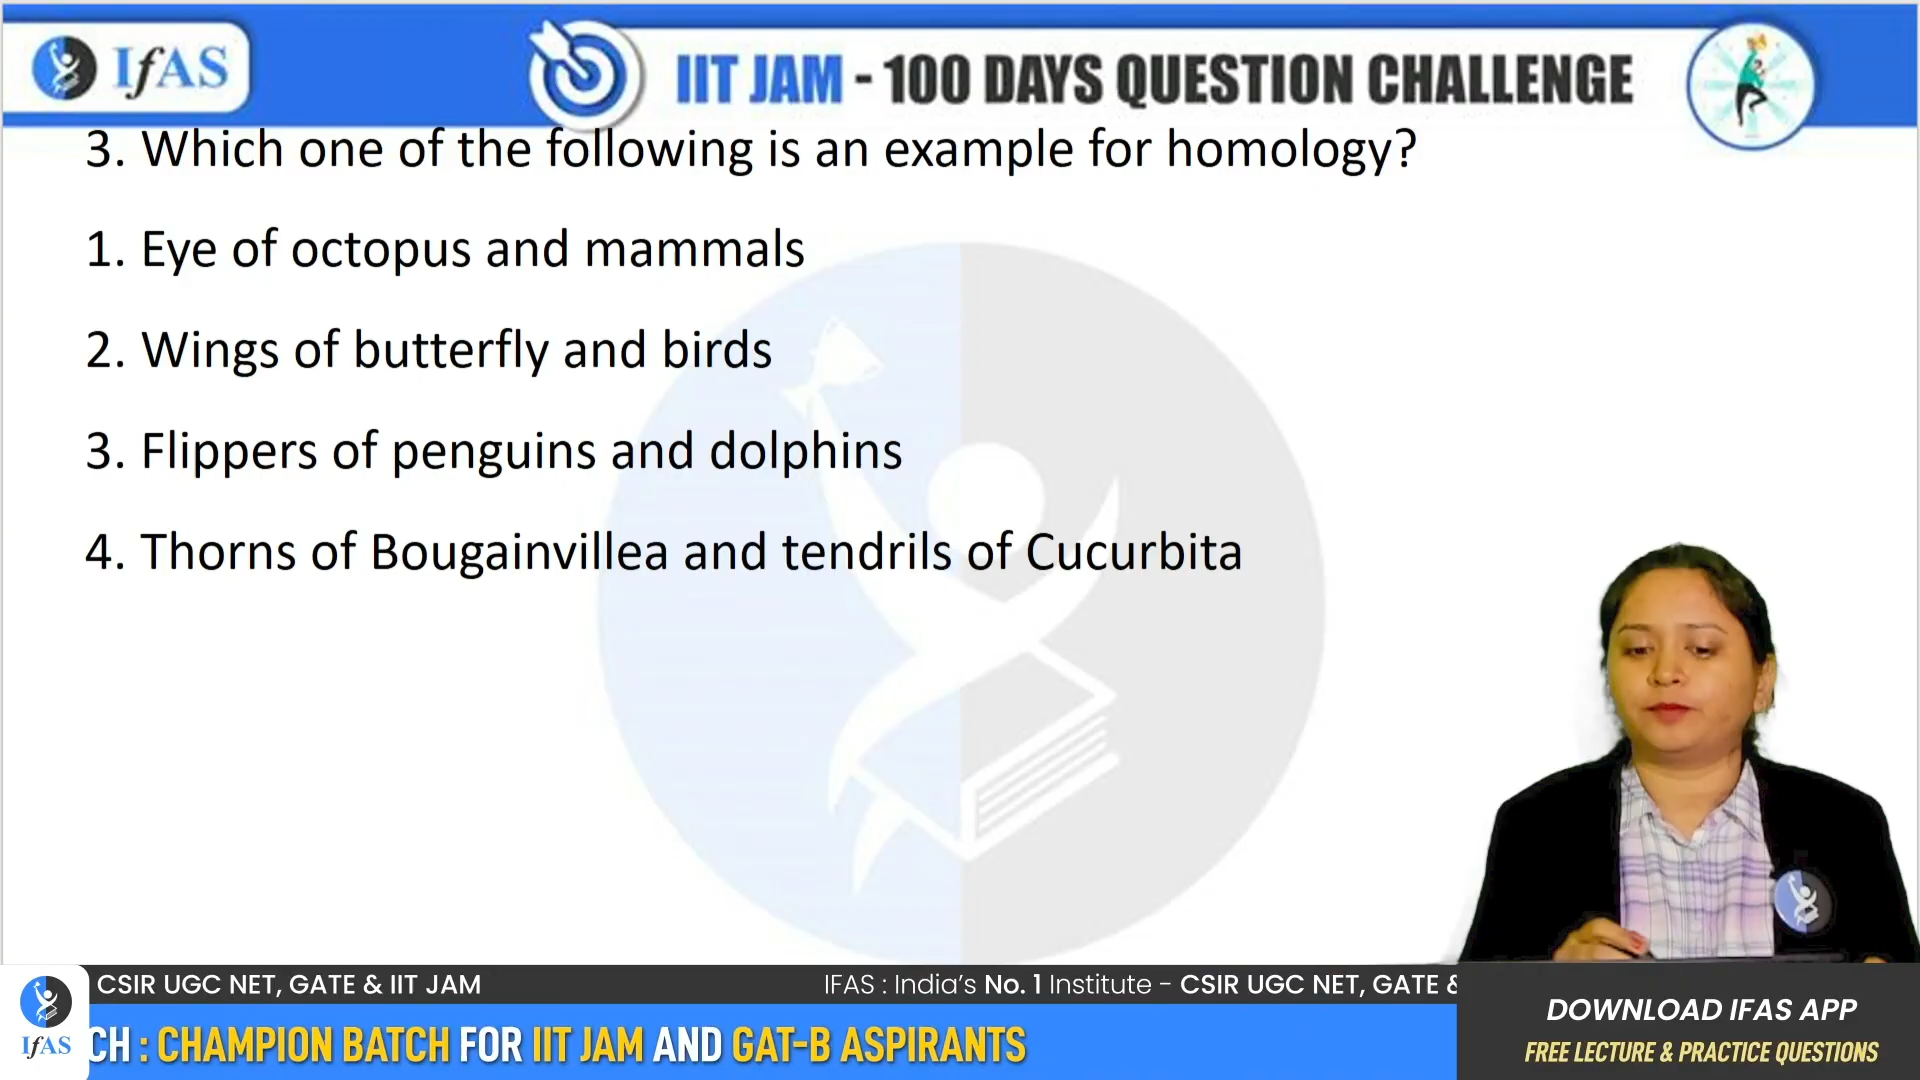 IfAS
IIT JAM - 100 DAYS QUESTION CHALLENGE
3. Which one of the following is an example for homology?
1. Eye of octopus and mammals
2. Wings of butterfly and birds
3. Flippers of penguins and dolphins
4. Thorns of Bougainvillea and tendrils of Cucurbita
CSIR UGC NET, GATE & IIT JAM
IFAS : India's No. 1 Institute - CSIR UGC NET, GATE &
IfAS
CH : CHAMPION BATCH FOR IIT JAM AND GAT-B ASPIRANTS
DOWNLOAD IFAS APP
FREE LECTURE & PRACTICE QUESTIONS